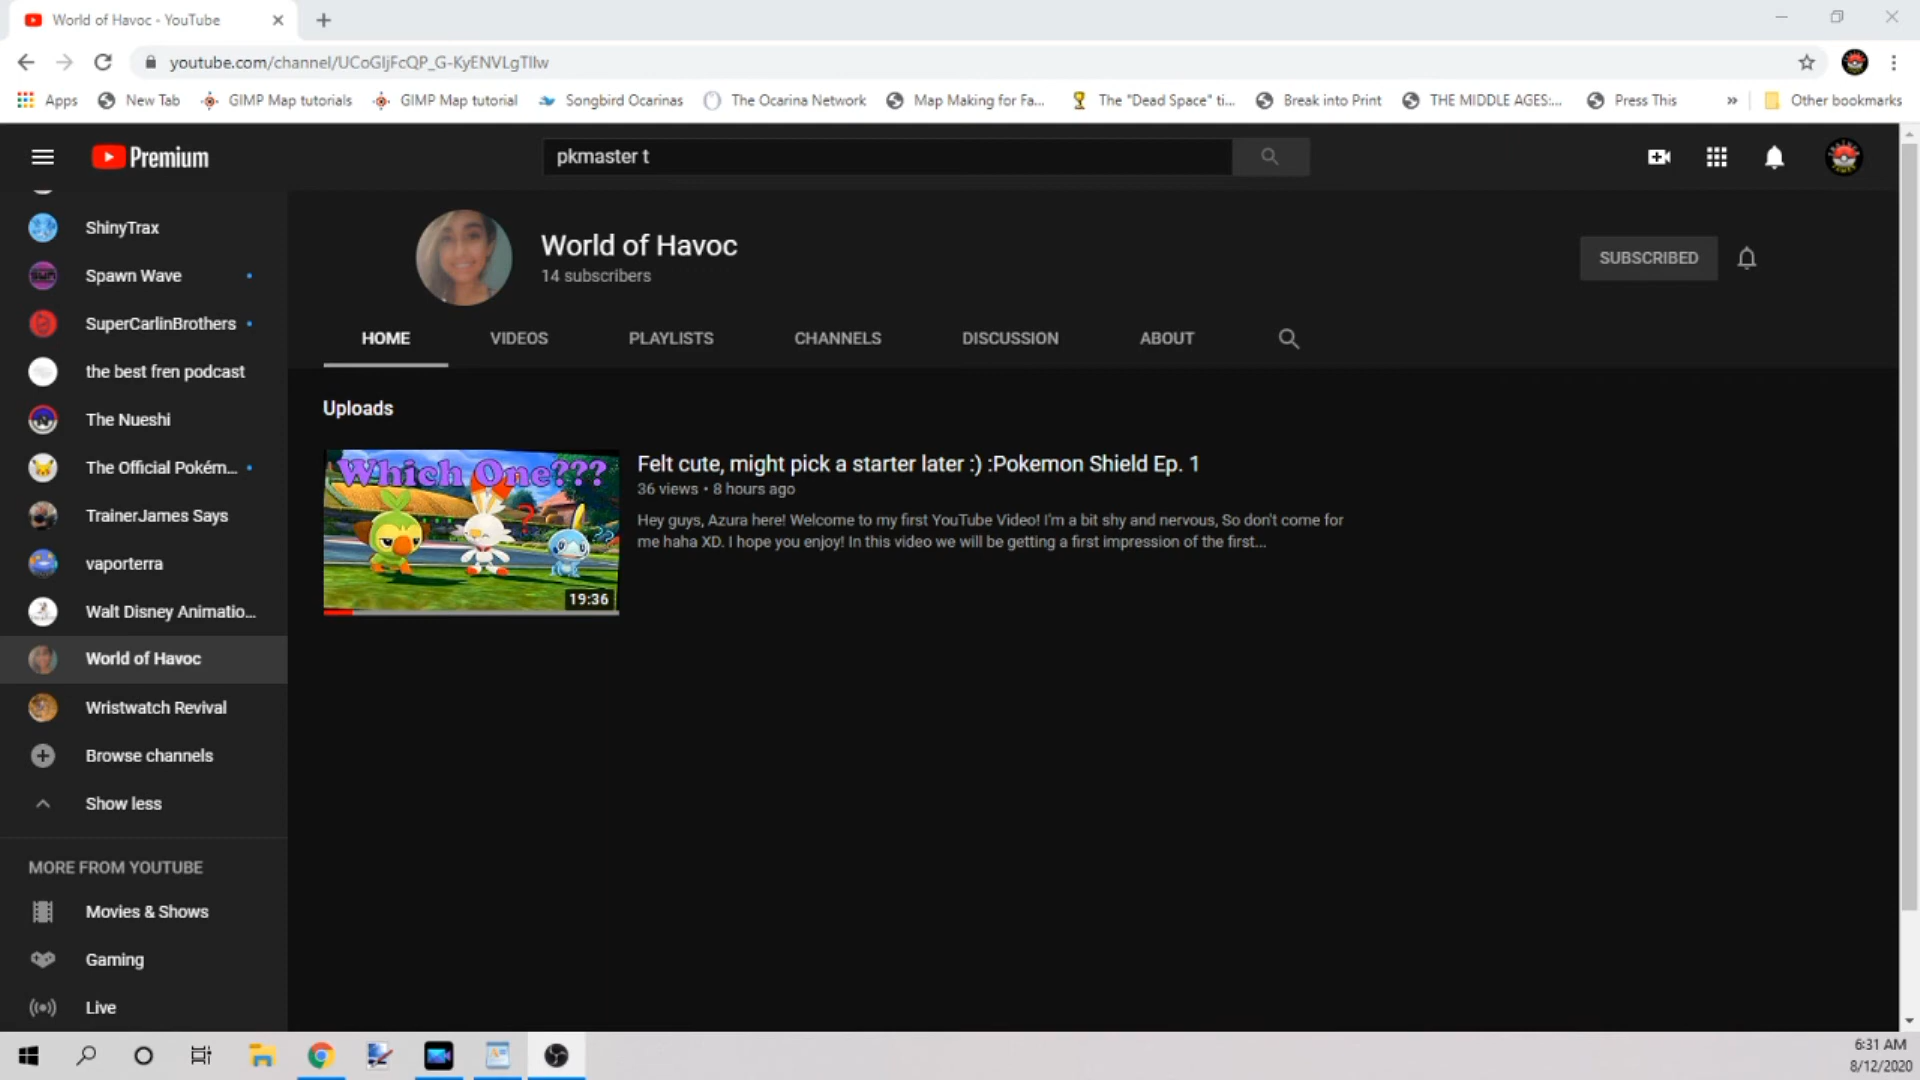 World of Havoc - YouTube
youtube.com/channel/UCoGIjFcQP_G-KyENVLgTIlw
Apps New Tab GIMP Map tutorials GIMP Map tutorial Songbird Ocarinas The Ocarina Network Map Making for Fa... The "Dead Space" ti... Break into Print THE MIDDLE AGES:... Press This » Other bookmarks
Premium
pkmaster t
ShinyTrax
Spawn Wave
SuperCarlinBrothers
the best fren podcast
The Nueshi
The Official Pokém...
TrainerJames Says
vaporterra
Walt Disney Animatio...
World of Havoc
Wristwatch Revival
Browse channels
Show less
MORE FROM YOUTUBE
Movies & Shows
Gaming
Live
World of Havoc
14 subscribers
SUBSCRIBED
HOME VIDEOS PLAYLISTS CHANNELS DISCUSSION ABOUT
Uploads
Which One???
19:36
Felt cute, might pick a starter later :) :Pokemon Shield Ep. 1
36 views • 8 hours ago
Hey guys, Azura here! Welcome to my first YouTube Video! I'm a bit shy and nervous, So don't come for
me haha XD. I hope you enjoy! In this video we will be getting a first impression of the first...
6:31 AM
8/12/2020